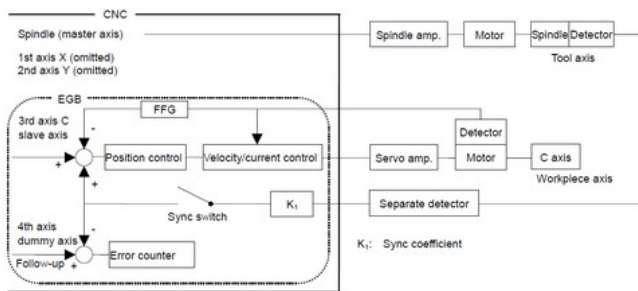 CNC
Spindle (master axis)
Spindle amp.
Motor
Spindle Detector
Tool axis
1st axis X (omitted)
2nd axis Y (omitted)
EGB
FFG
3rd axis C
slave axis
-
Detector
+
Position control
Velocity/current control
Servo amp.
Motor
C axis
+
Workpiece axis
Sync switch
K₁
Separate detector
4th axis
dummy axis
-
K₁: Sync coefficient
Follow-up
+
Error counter